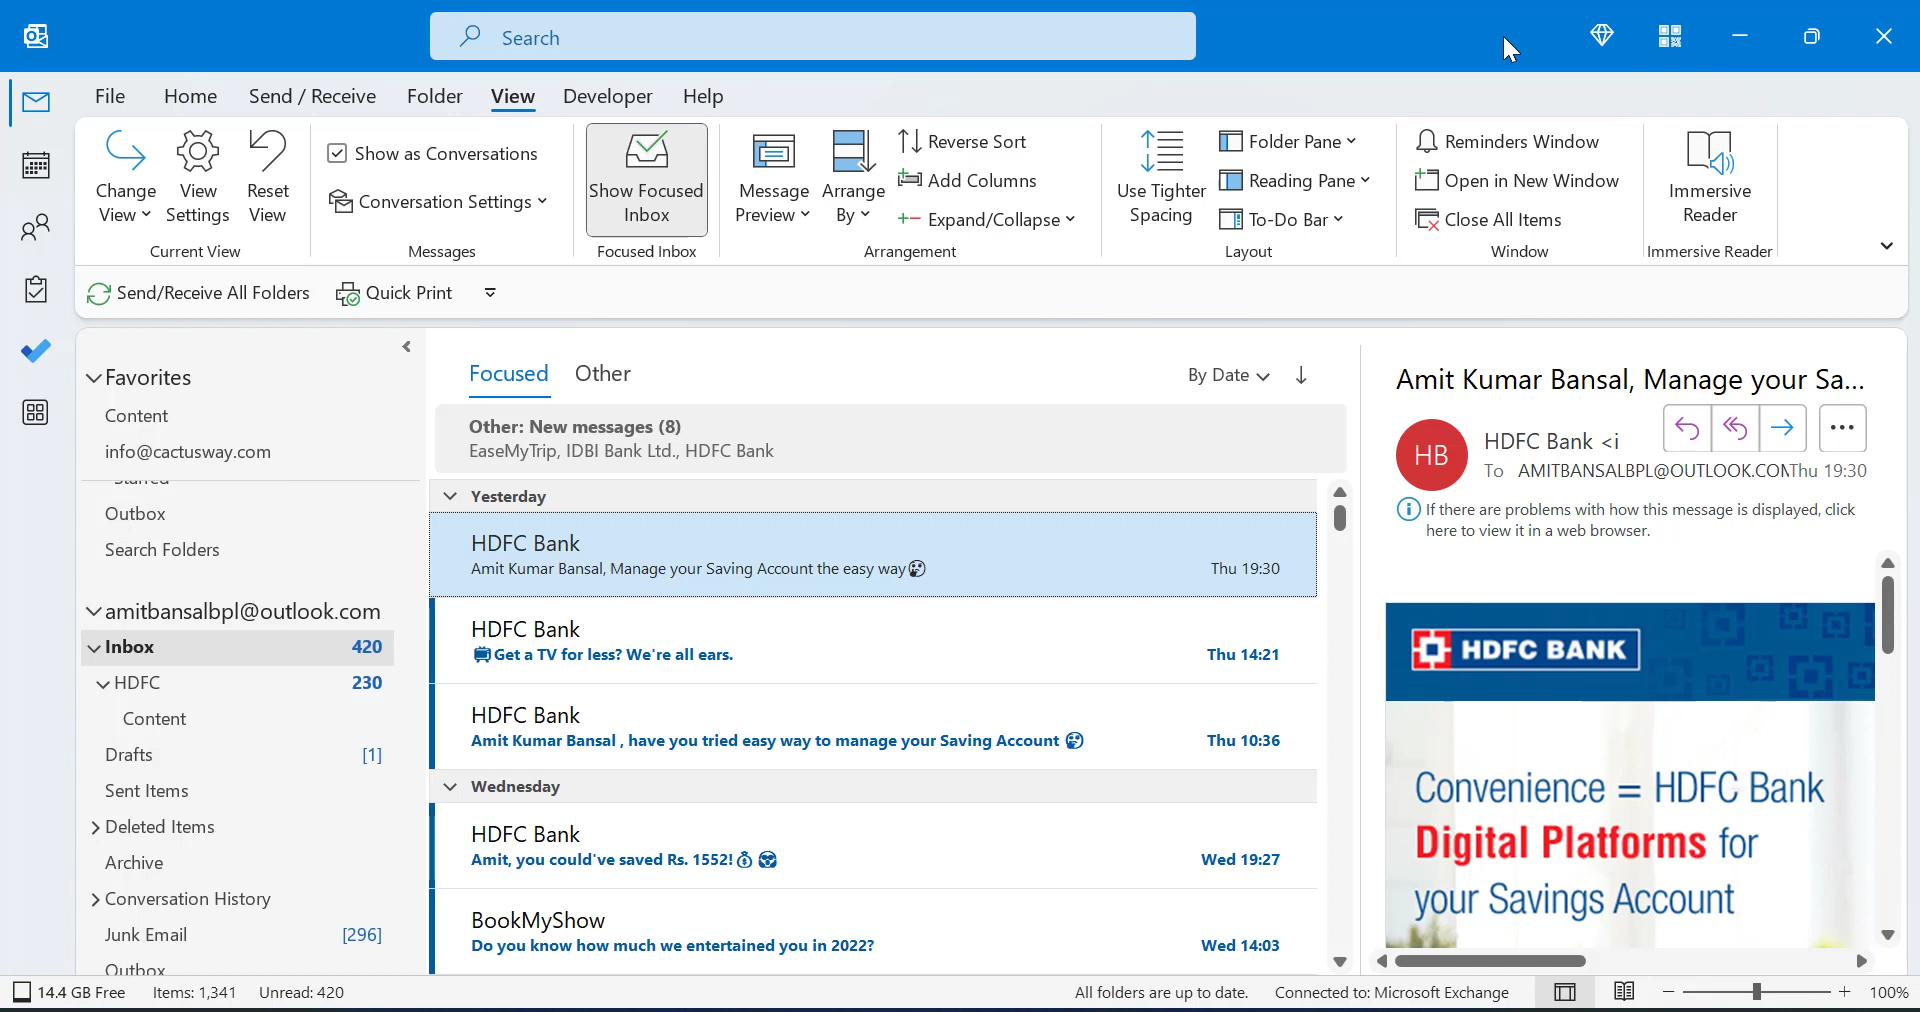 Search
File Home Send / Receive Folder View Developer Help
Change View
View Settings
Reset View
Current View
Show as Conversations
Conversation Settings
Messages
Show Focused Inbox
Focused Inbox
Message Preview
Arrange By
Reverse Sort
Add Columns
Expand/Collapse
Arrangement
Use Tighter Spacing
Folder Pane
Reading Pane
To-Do Bar
Layout
Reminders Window
Open in New Window
Close All Items
Window
Immersive Reader
Immersive Reader
Send/Receive All Folders Quick Print
Favorites
Content
info@cactusway.com
Starred
Outbox
Search Folders
amitbansalbpl@outlook.com
Inbox 420
HDFC 230
Content
Drafts [1]
Sent Items
Deleted Items
Archive
Conversation History
Junk Email [296]
Outbox
Focused Other By Date
Other: New messages (8)
EaseMyTrip, IDBI Bank Ltd., HDFC Bank
Yesterday
HDFC Bank
Amit Kumar Bansal, Manage your Saving Account the easy way Thu 19:30
HDFC Bank
Get a TV for less? We're all ears. Thu 14:21
HDFC Bank
Amit Kumar Bansal , have you tried easy way to manage your Saving Account Thu 10:36
Wednesday
HDFC Bank
Amit, you could've saved Rs. 1552! Wed 19:27
BookMyShow
Do you know how much we entertained you in 2022? Wed 14:03
Amit Kumar Bansal, Manage your Sa...
HB
HDFC Bank <i
To AMITBANSALBPL@OUTLOOK.COM Thu 19:30
If there are problems with how this message is displayed, click
here to view it in a web browser.
HDFC BANK
Convenience = HDFC Bank
Digital Platforms for
your Savings Account
14.4 GB Free Items: 1,341 Unread: 420 All folders are up to date. Connected to: Microsoft Exchange 100%